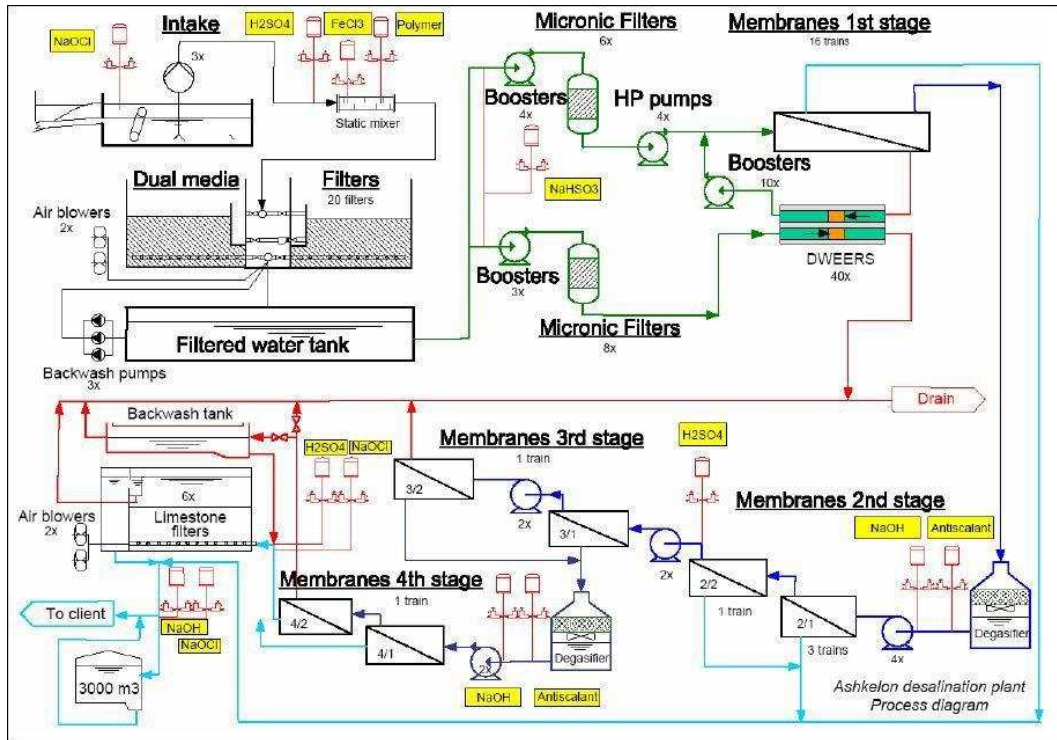 Intake
NaOCl
3x
H2SO4
FeCl3
Polymer
Static mixer
Micronic Filters
6x
Boosters
4x
HP pumps
4x
NaHSO3
Membranes 1st stage
16 trains
Boosters
10x
DWEERS
40x
Dual media
Filters
20 filters
Air blowers
2x
Boosters
3x
Micronic Filters
8x
Filtered water tank
Backwash pumps
3x
Drain
Backwash tank
H2SO4
NaOCl
Membranes 3rd stage
1 train
3/2
2x
3/1
2x
H2SO4
Membranes 2nd stage
NaOH
Antiscalant
2/2
1 train
2/1
3 trains
4x
Degasifier
6x
Limestone
filters
Air blowers
2x
Membranes 4th stage
1 train
4/2
4/1
2x
Degasifier
NaOH
Antiscalant
To client
NaOH
NaOCl
3000 m3
Ashkelon desalination plant
Process diagram